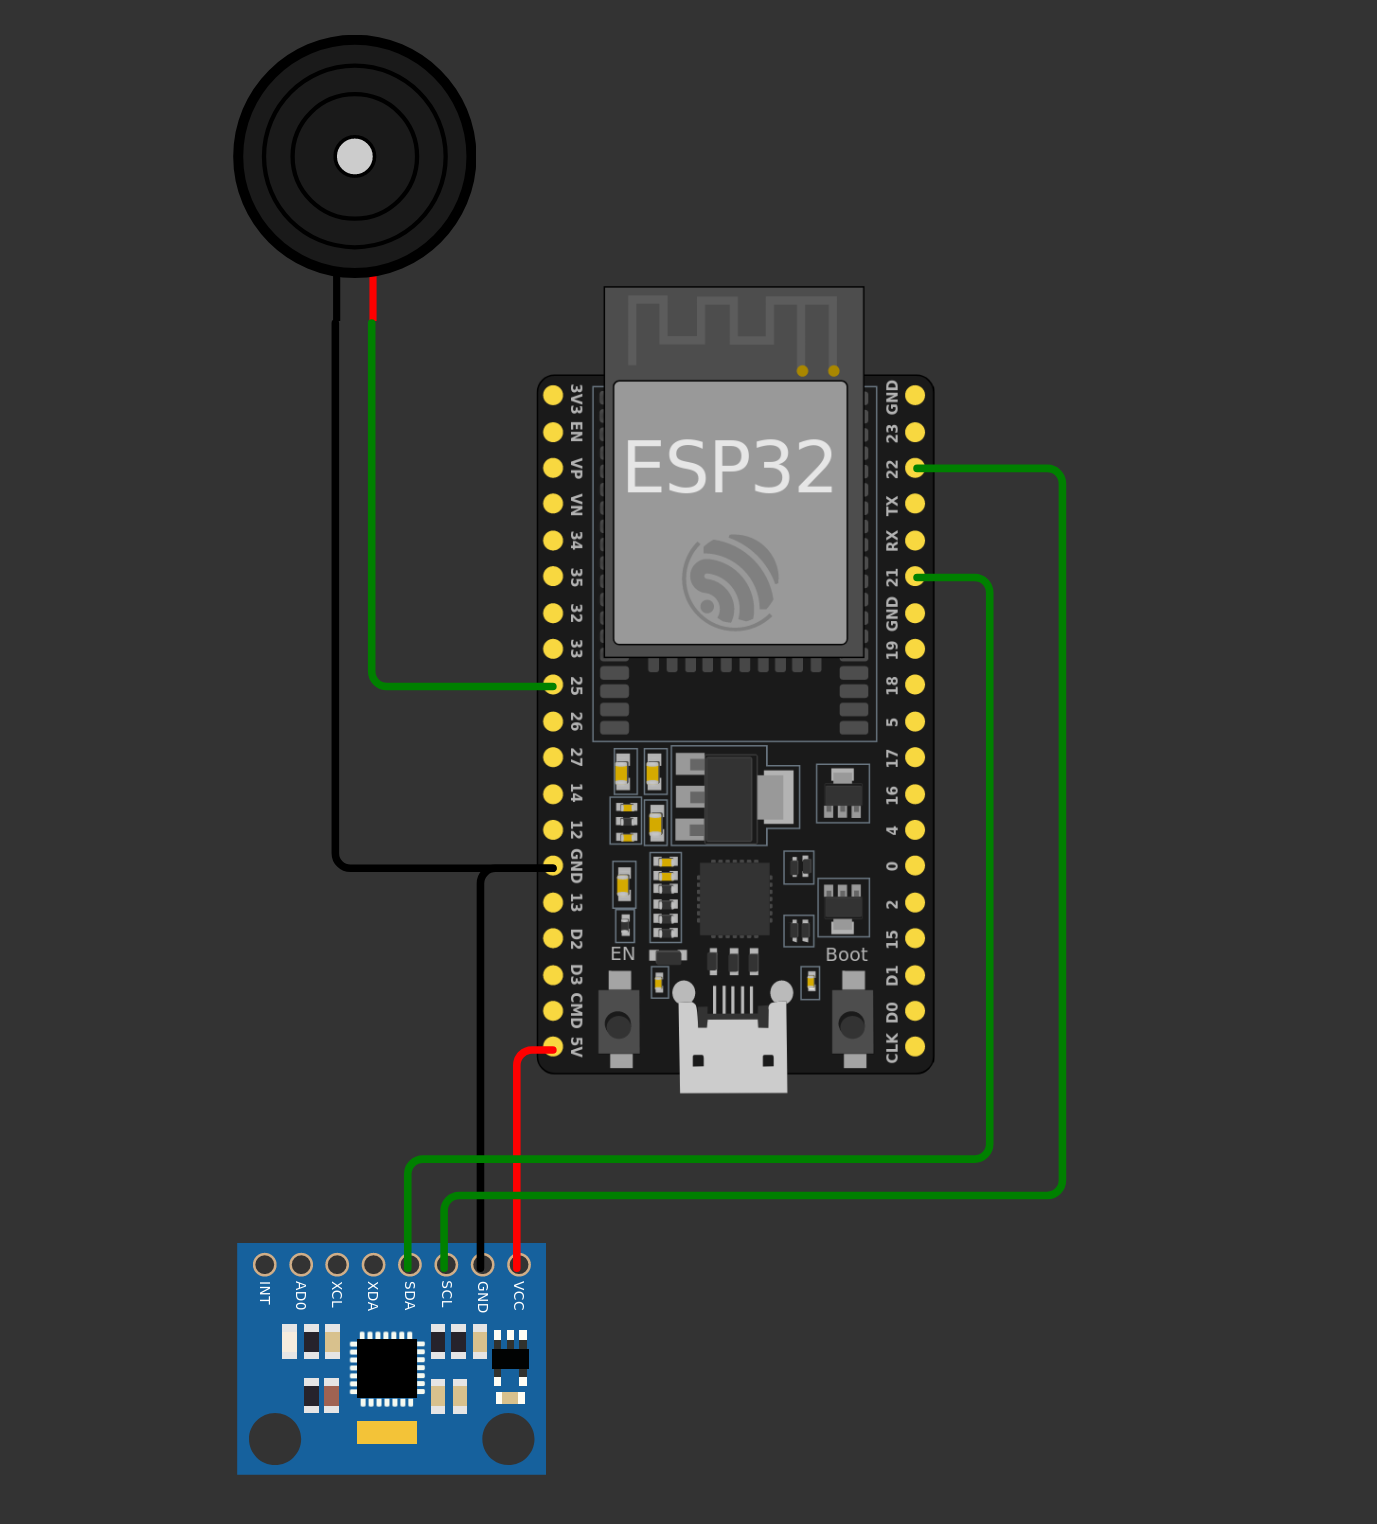 ESP32
3V3
EN
VP
VN
34
35
32
33
25
26
27
14
12
GND
13
D2
D3
CMD
5V
GND
23
22
TX
RX
21
GND
19
18
5
17
16
4
0
2
15
D1
D0
CLK
EN
Boot
INT
AD0
XCL
XDA
SDA
SCL
GND
VCC